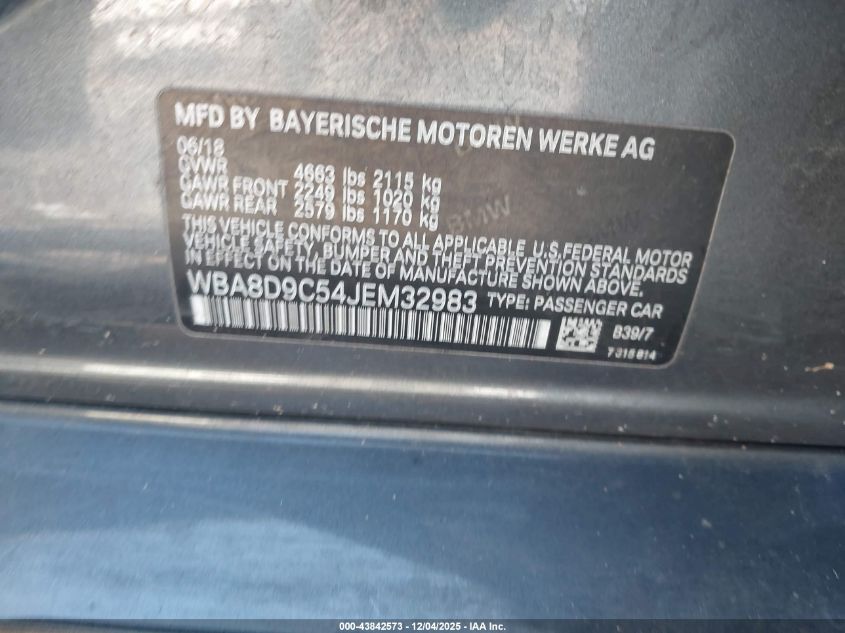 MFD BY BAYERISCHE MOTOREN WERKE AG
06/18
GVWR 4663 lbs 2115 kg
GAWR FRONT 2249 lbs 1020 kg
GAWR REAR 2579 lbs 1170 kg
THIS VEHICLE CONFORMS TO ALL APPLICABLE U.S.FEDERAL MOTOR
VEHICLE SAFETY, BUMPER AND THEFT PREVENTION STANDARDS
IN EFFECT ON THE DATE OF MANUFACTURE SHOWN ABOVE.
WBA8D9C54JEM32983 TYPE: PASSENGER CAR
B39/7
7316814
BMW
000-43842573 - 12/04/2025 - IAA Inc.